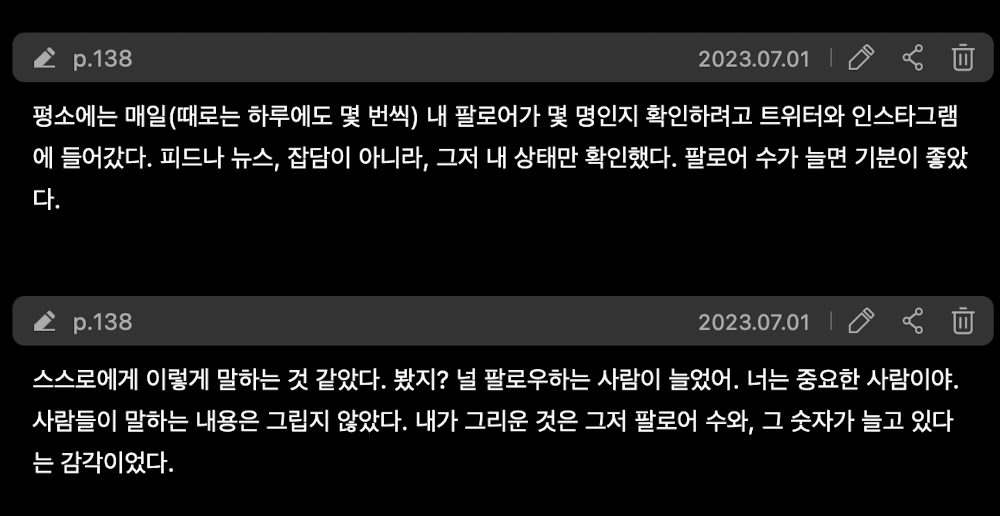 p.138
2023.07.01
평소에는 매일(때로는 하루에도 몇 번씩) 내 팔로어가 몇 명인지 확인하려고 트위터와 인스타그램
에 들어갔다. 피드나 뉴스, 잡담이 아니라, 그저 내 상태만 확인했다. 팔로어 수가 늘면 기분이 좋았
다.
p.138
2023.07.01
스스로에게 이렇게 말하는 것 같았다. 봤지? 널 팔로우하는 사람이 늘었어. 너는 중요한 사람이야.
사람들이 말하는 내용은 그립지 않았다. 내가 그리운 것은 그저 팔로어 수와, 그 숫자가 늘고 있다
는 감각이었다.